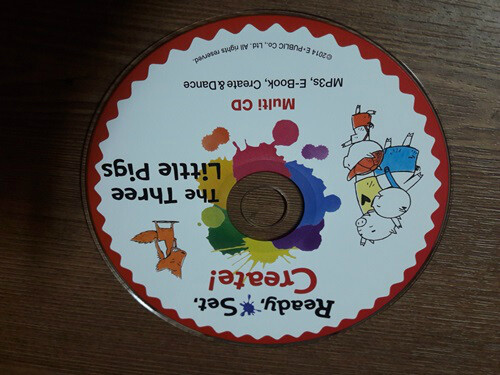 Ready, Set,
Create!
The Three
Little Pigs
Multi CD
MP3s, E-Book, Create & Dance
©2014 E·PUBLIC Co., Ltd. All rights reserved.